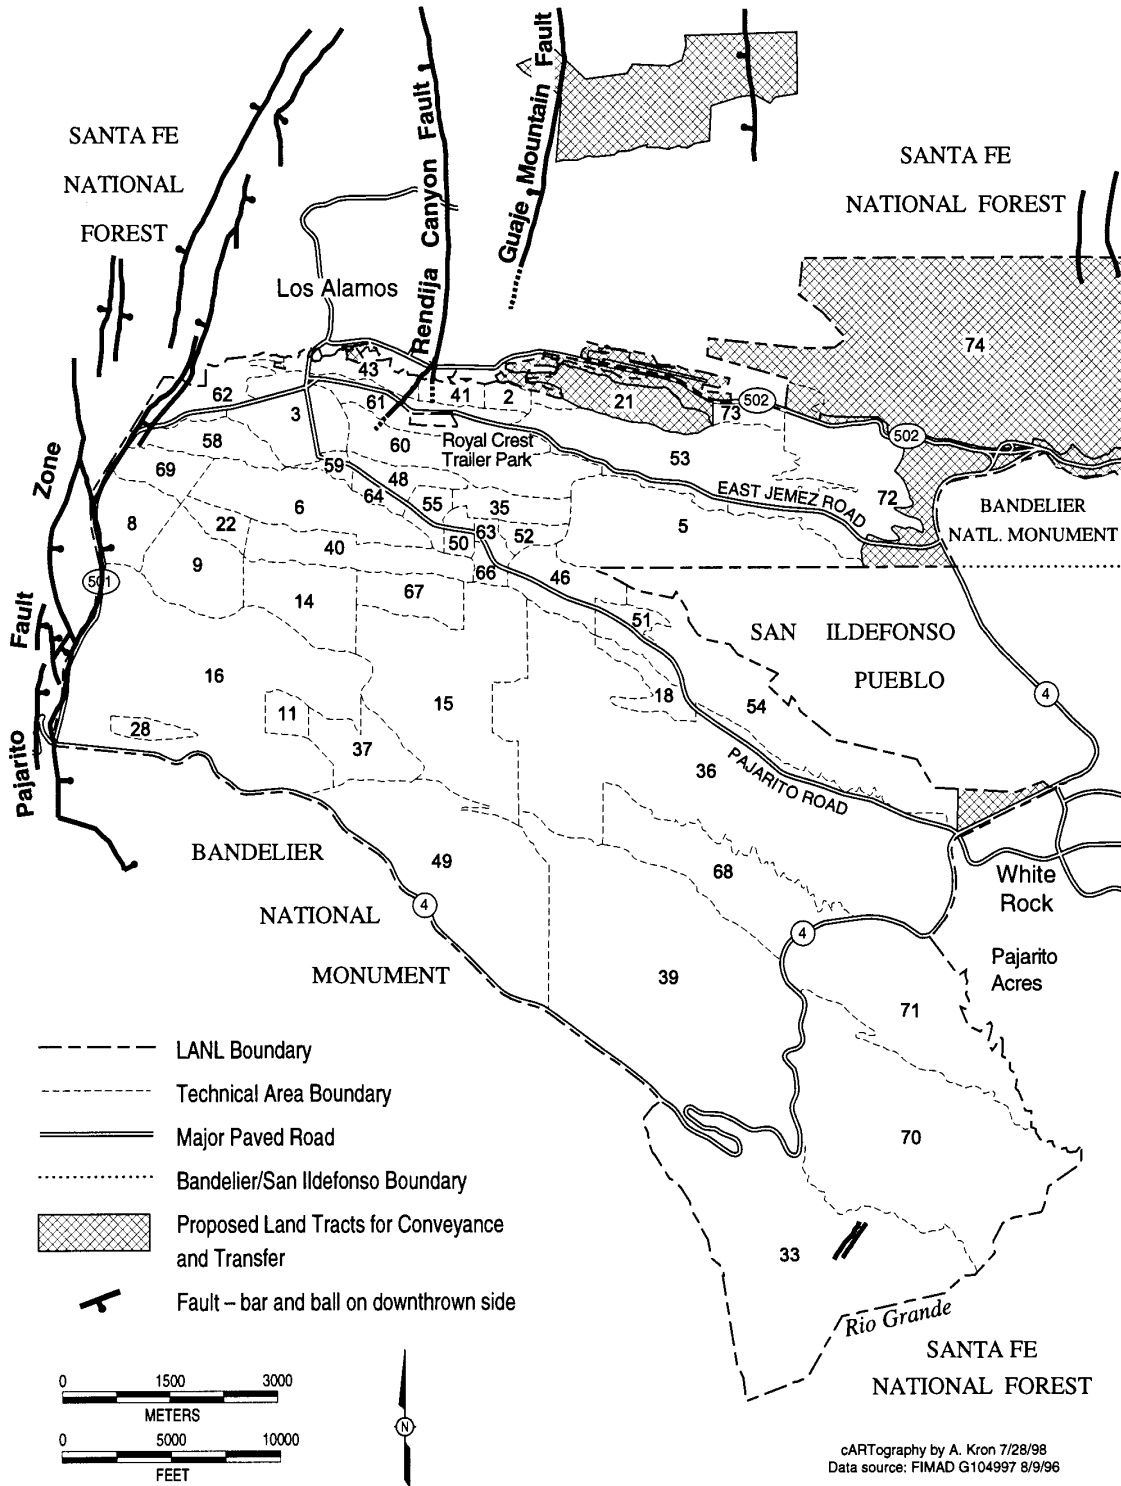 SANTA FE
NATIONAL
FOREST
Rendija Canyon Fault
Guaje Mountain Fault
SANTA FE
NATIONAL FOREST
Los Alamos
74
43
62
3
61
41
2
21
73
502
502
58
60
Royal Crest
Trailer Park
53
59
69
48
64
55
35
EAST JEMEZ ROAD
72
BANDELIER
NATL. MONUMENT
8
22
6
63
52
5
50
40
9
66
46
501
14
67
51
SAN ILDEFONSO
PUEBLO
16
15
18
54
4
11
28
37
36
PAJARITO ROAD
Pajarito Fault Zone
BANDELIER
NATIONAL
MONUMENT
49
4
68
White
Rock
4
39
Pajarito
Acres
71
70
33
Rio Grande
SANTA FE
NATIONAL FOREST
LANL Boundary
Technical Area Boundary
Major Paved Road
Bandelier/San Ildefonso Boundary
Proposed Land Tracts for Conveyance
and Transfer
Fault – bar and ball on downthrown side
0 1500 3000
METERS
0 5000 10000
FEET
N
cARTography by A. Kron 7/28/98
Data source: FIMAD G104997 8/9/96